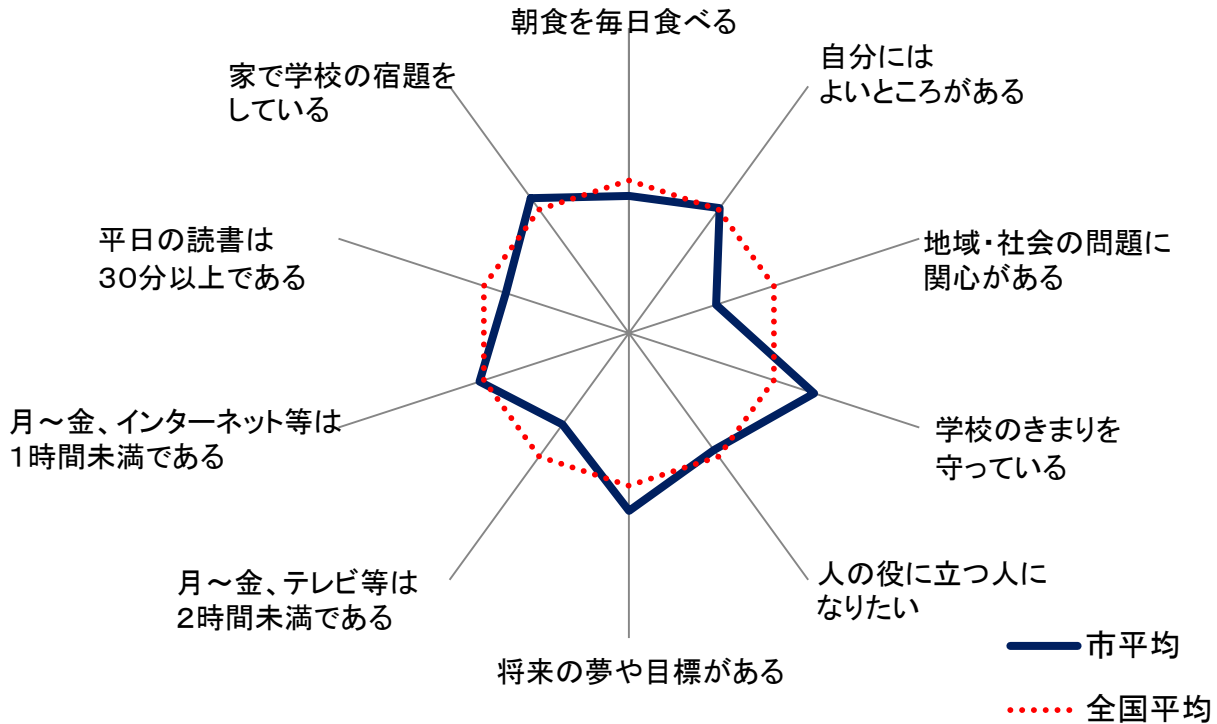 朝食を毎日食べる
自分には
よいところがある
地域・社会の問題に
関心がある
学校のきまりを
守っている
人の役に立つ人に
なりたい
将来の夢や目標がある
月～金、テレビ等は
２時間未満である
月～金、インターネット等は
１時間未満である
平日の読書は
３０分以上である
家で学校の宿題を
している
市平均
全国平均